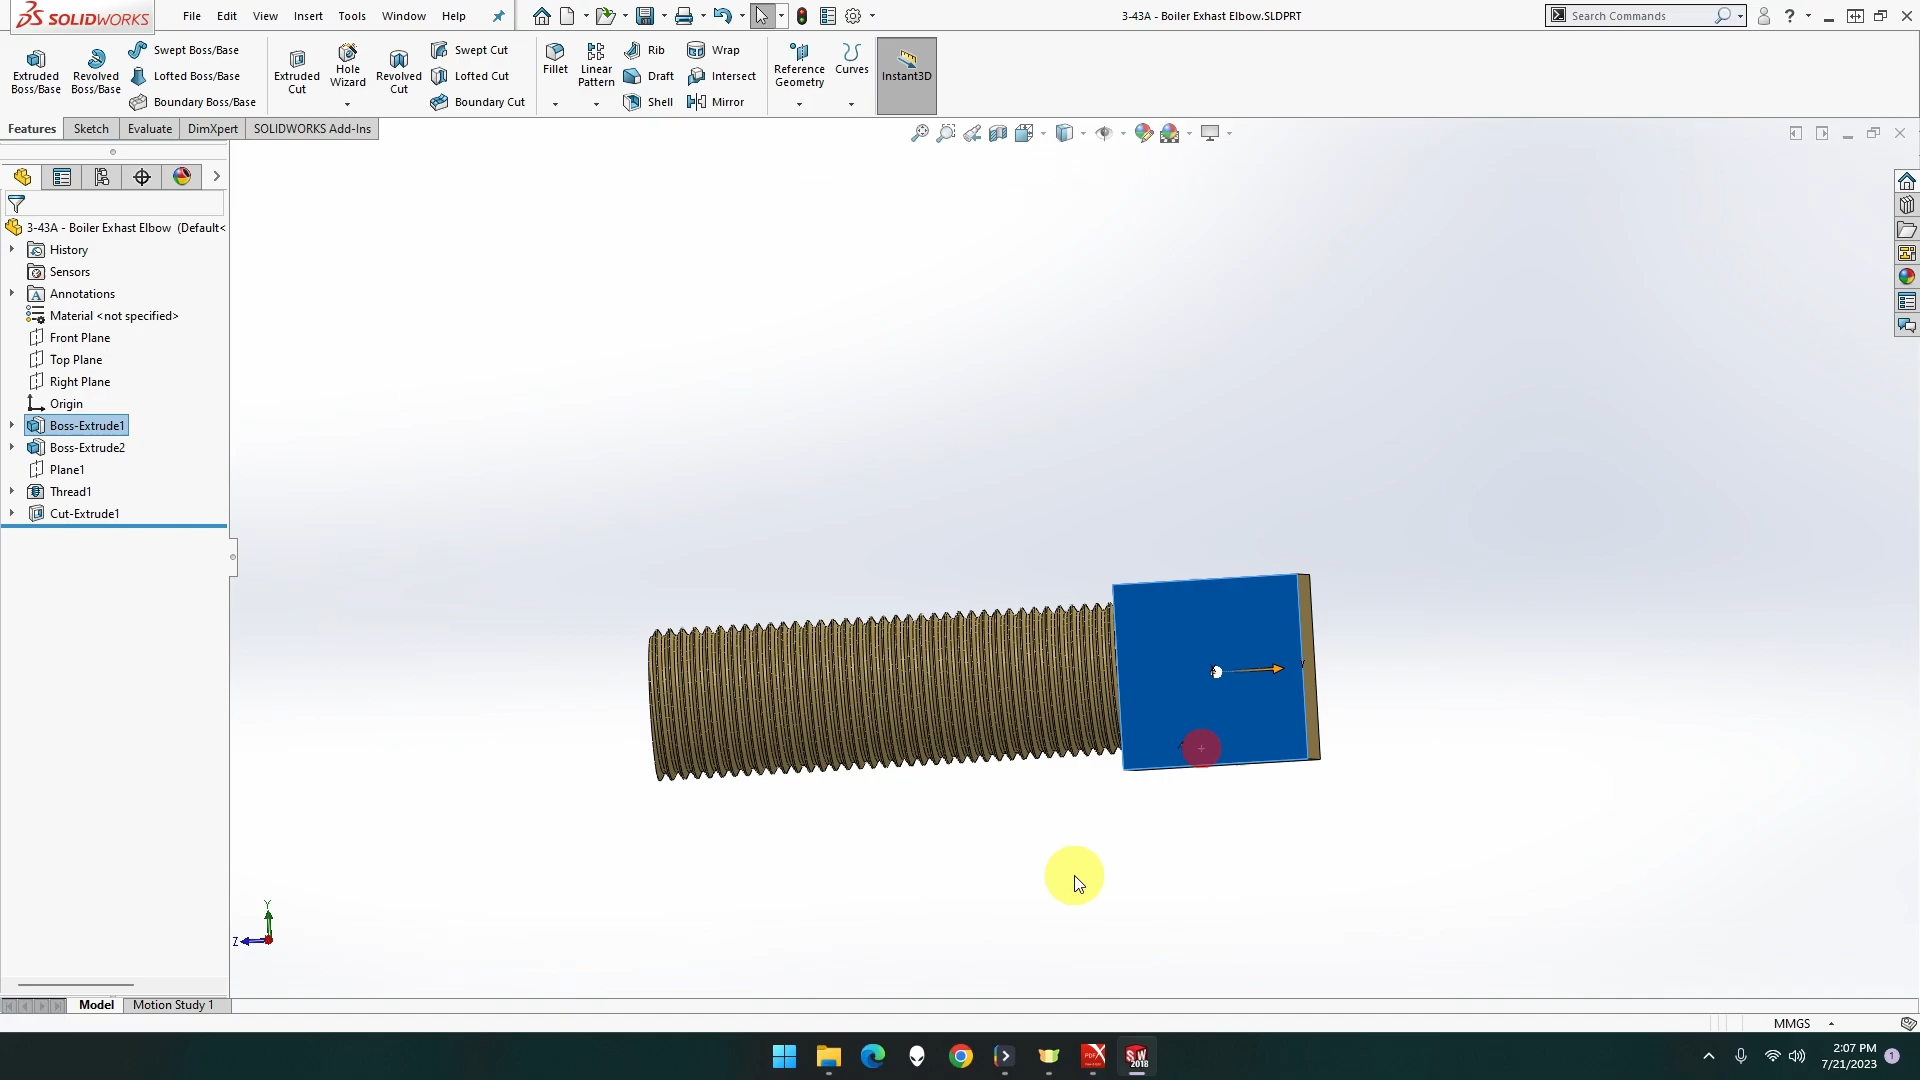 SOLIDWORKS
File Edit View Insert Tools Window Help
3-43A - Boiler Exhast Elbow.SLDPRT
Search Commands
Extruded Boss/Base
Revolved Boss/Base
Swept Boss/Base
Lofted Boss/Base
Boundary Boss/Base
Extruded Cut
Hole Wizard
Revolved Cut
Swept Cut
Lofted Cut
Boundary Cut
Fillet
Linear Pattern
Rib
Draft
Shell
Wrap
Intersect
Mirror
Reference Geometry
Curves
Instant3D
Features Sketch Evaluate DimXpert SOLIDWORKS Add-Ins
3-43A - Boiler Exhast Elbow (Default<
History
Sensors
Annotations
Material <not specified>
Front Plane
Top Plane
Right Plane
Origin
Boss-Extrude1
Boss-Extrude2
Plane1
Thread1
Cut-Extrude1
Y
Z
Model Motion Study 1
MMGS
2:07 PM
7/21/2023
1